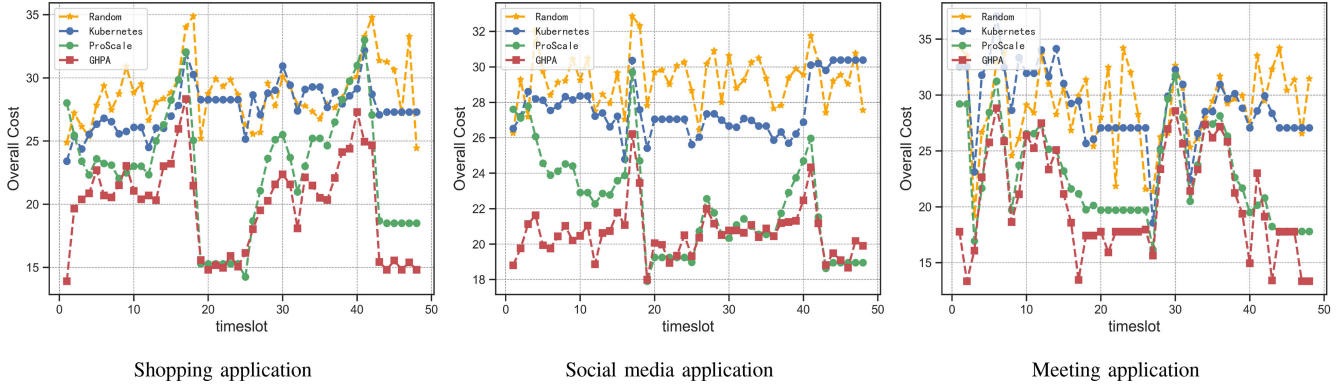 35
30
25
20
15
Overall Cost
0
10
20
30
40
50
timeslot
Random
Kubernetes
ProScale
GHPA
Shopping application
32
30
28
26
24
22
20
18
Overall Cost
0
10
20
30
40
50
timeslot
Random
Kubernetes
ProScale
GHPA
Social media application
35
30
25
20
15
Overall Cost
0
10
20
30
40
50
timeslot
Random
Kubernetes
ProScale
GHPA
Meeting application